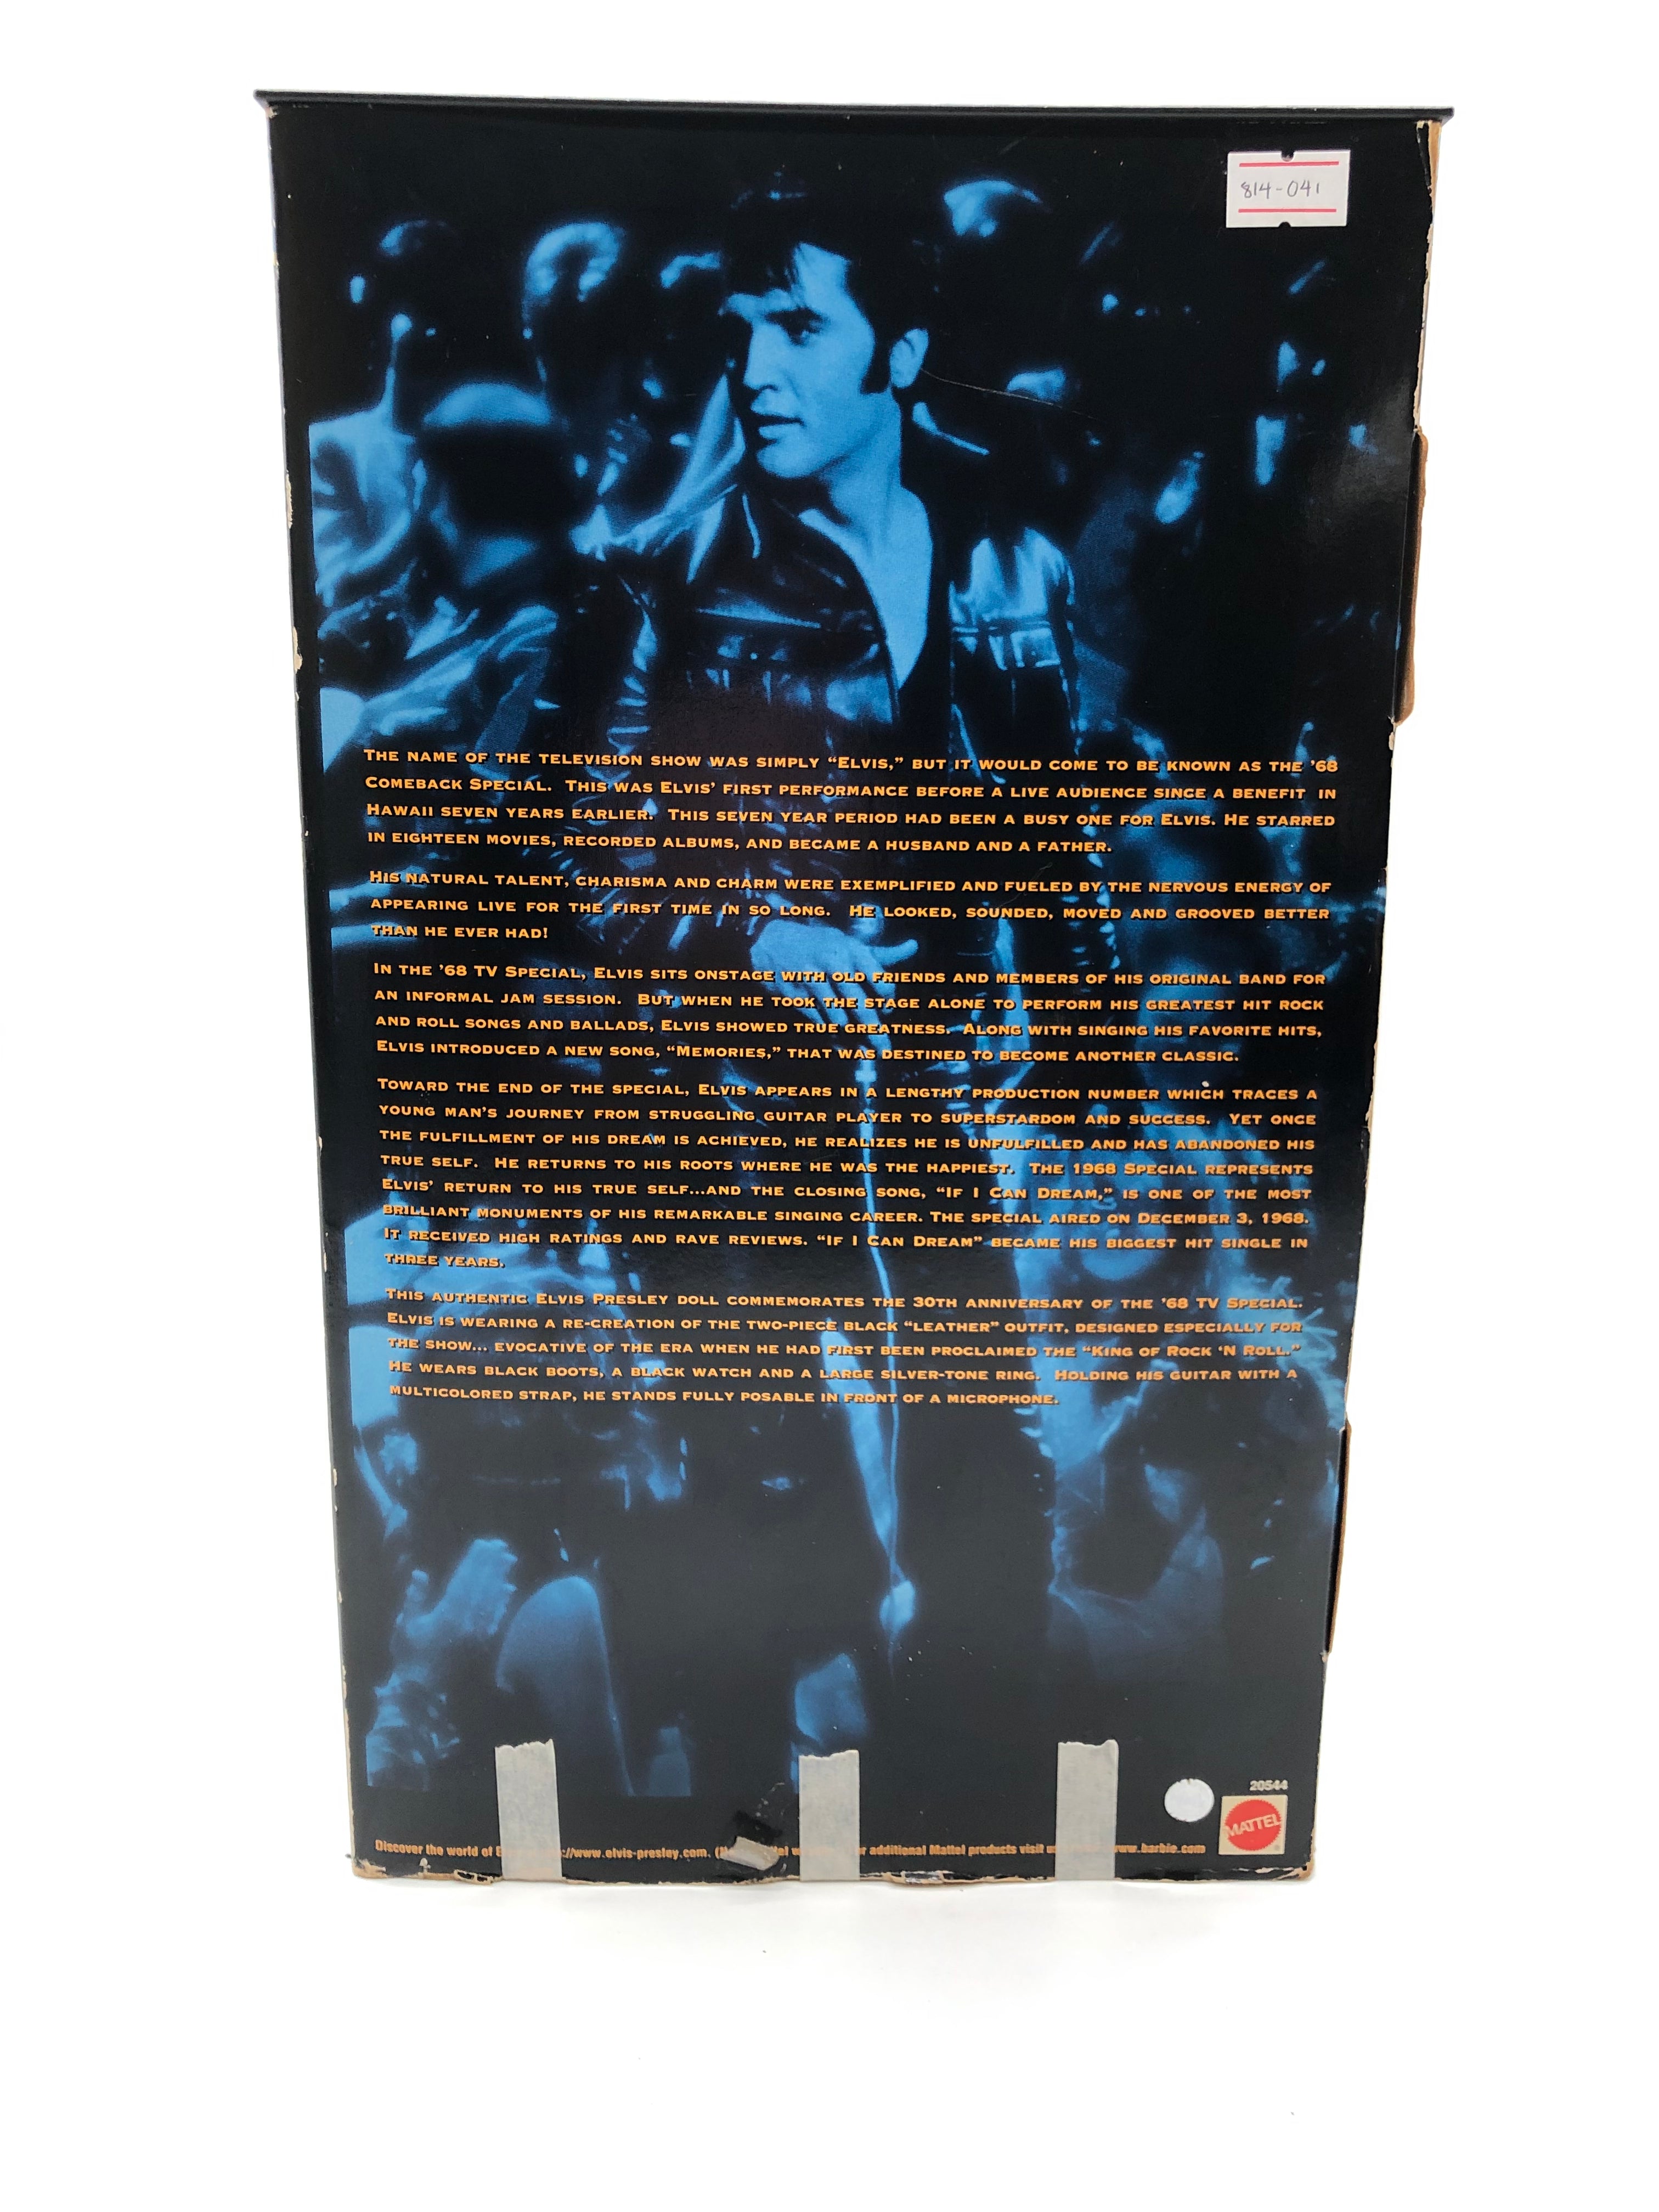 814-041
The name of the television show was simply “Elvis,” but it would come to be known as the ’68
Comeback Special. This was Elvis’ first performance before a live audience since a benefit in
Hawaii seven years earlier. This seven year period had been a busy one for Elvis. He starred
in eighteen movies, recorded albums, and became a husband and a father.
His natural talent, charisma and charm were exemplified and fueled by the nervous energy of
appearing live for the first time in so long. He looked, sounded, moved and grooved better
than he ever had!
In the ’68 TV Special, Elvis sits onstage with old friends and members of his original band for
an informal jam session. But when he took the stage alone to perform his greatest hit rock
and roll songs and ballads, Elvis showed true greatness. Along with singing his favorite hits,
Elvis introduced a new song, “Memories,” that was destined to become another classic.
Toward the end of the special, Elvis appears in a lengthy production number which traces a
young man’s journey from struggling guitar player to superstardom and success. Yet once
the fulfillment of his dream is achieved, he realizes he is unfulfilled and has abandoned his
true self. He returns to his roots where he was the happiest. The 1968 Special represents
Elvis’ return to his true self...and the closing song, “If I Can Dream,” is one of the most
brilliant monuments of his remarkable singing career. The special aired on December 3, 1968.
It received high ratings and rave reviews. “If I Can Dream” became his biggest hit single in
three years.
This authentic Elvis Presley doll commemorates the 30th anniversary of the ’68 TV Special.
Elvis is wearing a re-creation of the two-piece black “leather” outfit, designed especially for
the show... evocative of the era when he had first been proclaimed the “King of Rock ‘n Roll.”
He wears black boots, a black watch and a large silver-tone ring. Holding his guitar with a
multicolored strap, he stands fully posable in front of a microphone.
20544
MATTEL
Discover the world of ://www.elvis-presley.com. additional Mattel products visit www.barbie.com